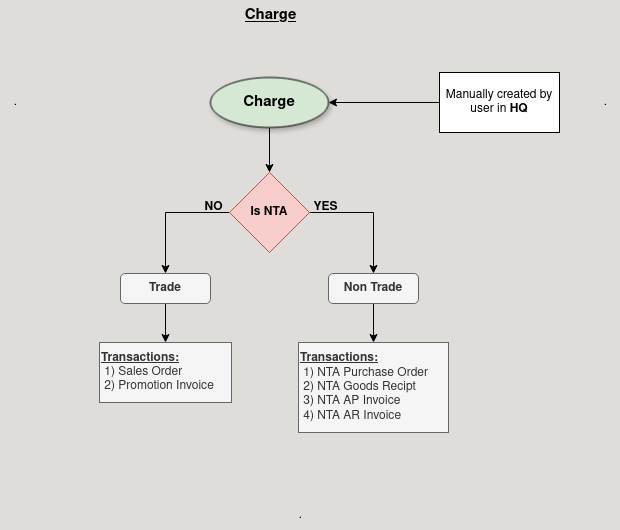 Charge
Charge
Manually created by
user in HQ
NO
YES
Is NTA
Trade
Non Trade
Transactions:
1) Sales Order
2) Promotion Invoice
Transactions:
1) NTA Purchase Order
2) NTA Goods Recipt
3) NTA AP Invoice
4) NTA AR Invoice